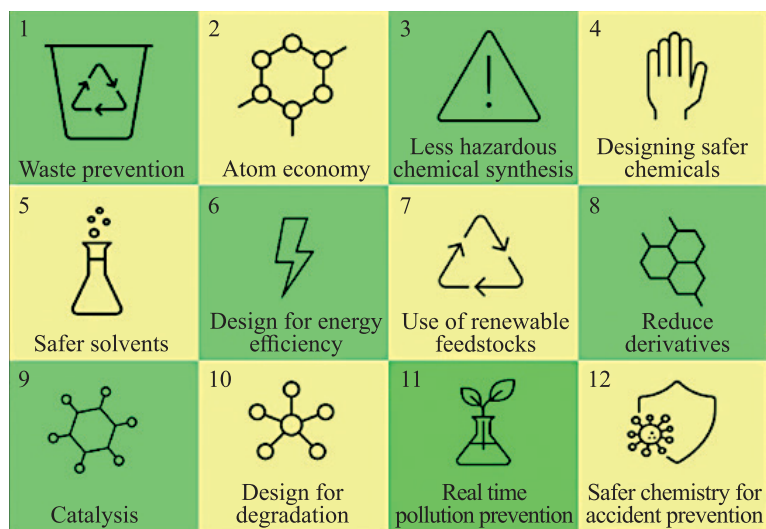 1
Waste prevention
2
Atom economy
3
Less hazardous
chemical synthesis
4
Designing safer
chemicals
5
Safer solvents
6
Design for energy
efficiency
7
Use of renewable
feedstocks
8
Reduce
derivatives
9
Catalysis
10
Design for
degradation
11
Real time
pollution prevention
12
Safer chemistry for
accident prevention